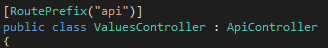 [RoutePrefix("api")]
public class ValuesController : ApiController
{